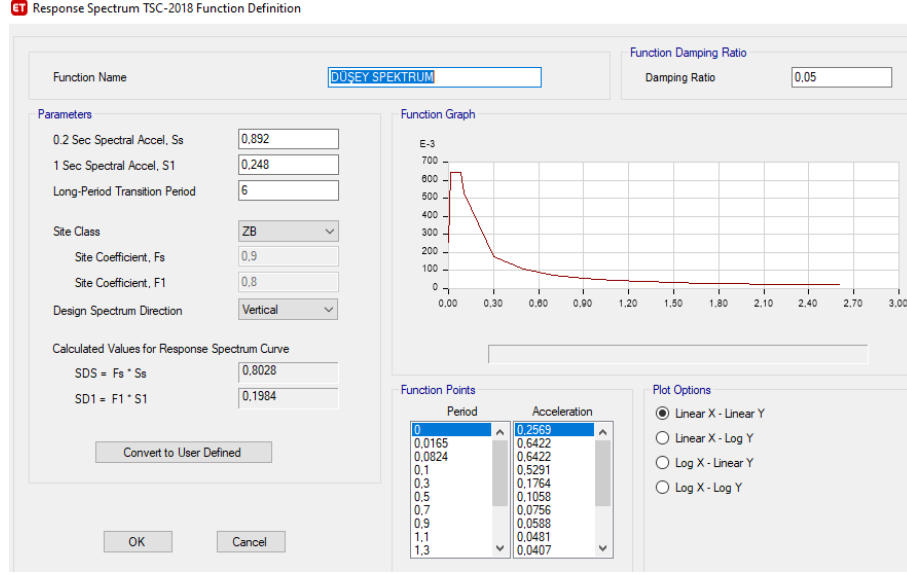 ET Response Spectrum TSC-2018 Function Definition
Function Name
DÜŞEY SPEKTRUM
Function Damping Ratio
Damping Ratio
0,05
Parameters
0.2 Sec Spectral Accel, Ss
0,892
1 Sec Spectral Accel, S1
0,248
Long-Period Transition Period
6
Site Class
ZB
Site Coefficient, Fs
0,9
Site Coefficient, F1
0,8
Design Spectrum Direction
Vertical
Calculated Values for Response Spectrum Curve
SDS = Fs * Ss
0,8028
SD1 = F1 * S1
0,1984
Convert to User Defined
OK
Cancel
Function Graph
E-3
700
600
500
400
300
200
100
0
0,00 0,30 0,60 0,90 1,20 1,50 1,80 2,10 2,40 2,70 3,00
Function Points
Period Acceleration
0 0,2569
0,0165 0,6422
0,0824 0,6422
0,1 0,5291
0,3 0,1764
0,5 0,1058
0,7 0,0756
0,9 0,0588
1,1 0,0481
1,3 0,0407
Plot Options
Linear X - Linear Y
Linear X - Log Y
Log X - Linear Y
Log X - Log Y